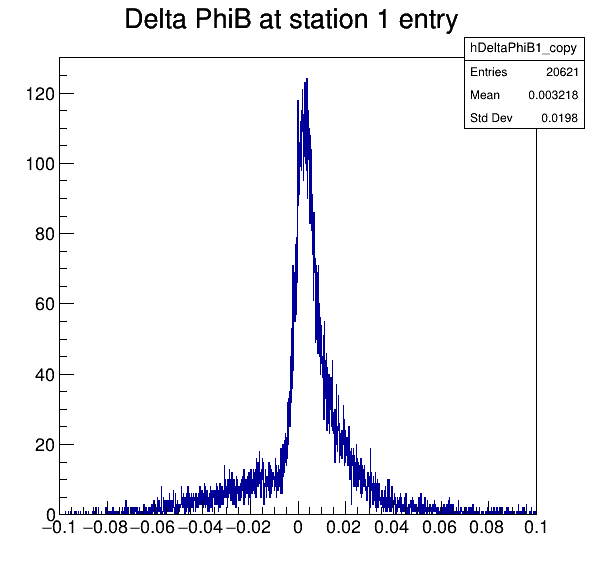 Delta PhiB at station 1 entry
hDeltaPhiB1_copy
Entries 20621
Mean 0.003218
Std Dev 0.0198
120
100
80
60
40
20
0
−0.1 −0.08 −0.06 −0.04 −0.02 0 0.02 0.04 0.06 0.08 0.1